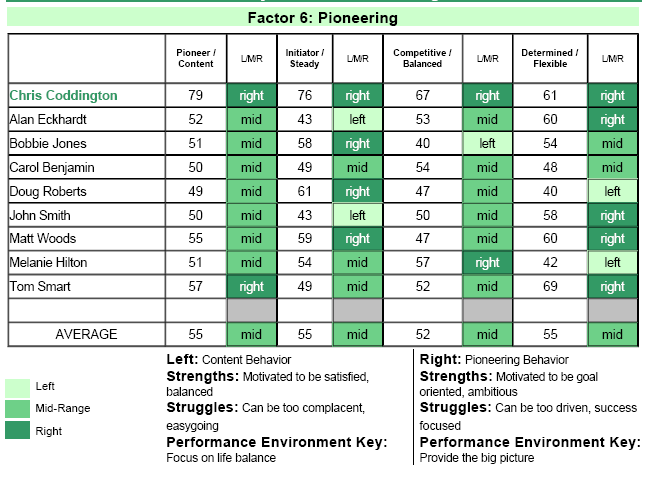 Factor 6: Pioneering
Pioneer / Content L/M/R Initiator / Steady L/M/R Competitive / Balanced L/M/R Determined / Flexible L/M/R
Chris Coddington 79 right 76 right 67 right 61 right
Alan Eckhardt 52 mid 43 left 53 mid 60 right
Bobbie Jones 51 mid 58 right 40 left 54 mid
Carol Benjamin 50 mid 49 mid 54 mid 48 mid
Doug Roberts 49 mid 61 right 47 mid 40 left
John Smith 50 mid 43 left 50 mid 58 right
Matt Woods 55 mid 59 right 47 mid 60 right
Melanie Hilton 51 mid 54 mid 57 right 42 left
Tom Smart 57 right 49 mid 52 mid 69 right
AVERAGE 55 mid 55 mid 52 mid 55 mid
Left
Mid-Range
Right
Left: Content Behavior
Strengths: Motivated to be satisfied,
balanced
Struggles: Can be too complacent,
easygoing
Performance Environment Key:
Focus on life balance
Right: Pioneering Behavior
Strengths: Motivated to be goal
oriented, ambitious
Struggles: Can be too driven, success
focused
Performance Environment Key:
Provide the big picture